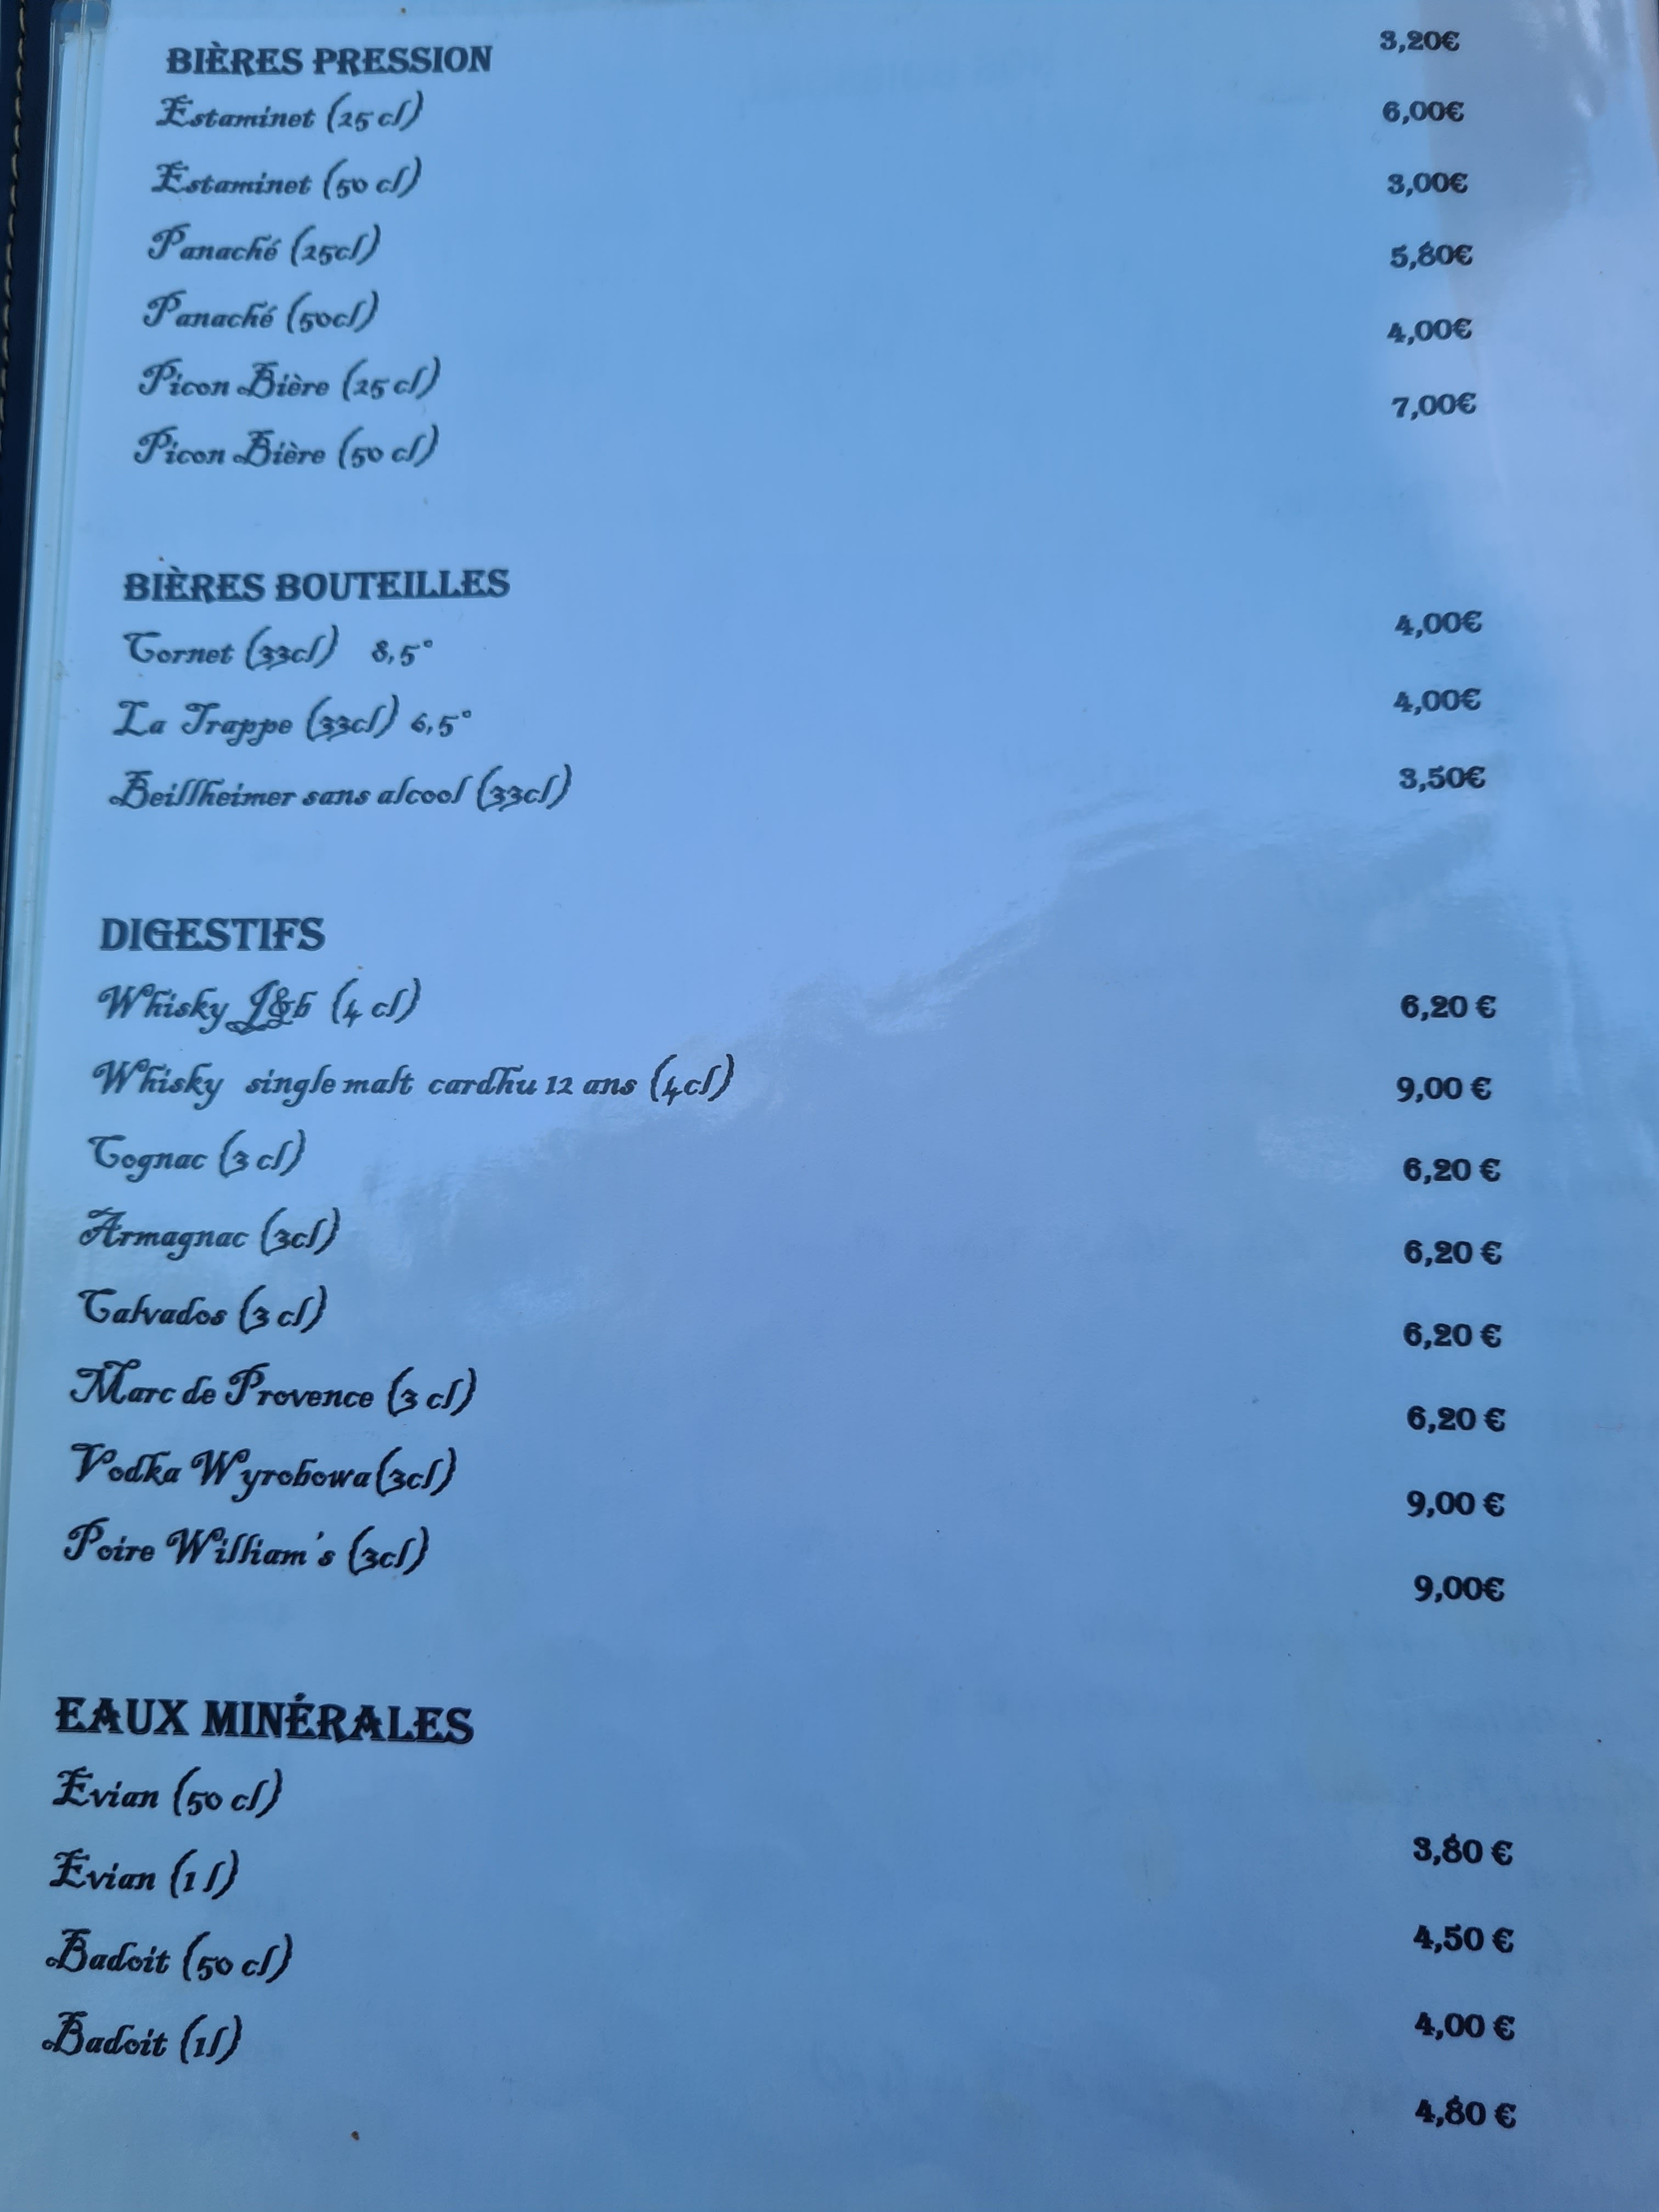 BIÈRES PRESSION
Estaminet (25 cl) 3,20€
Estaminet (50 cl) 6,00€
Panaché (25cl) 3,00€
Panaché (50cl) 5,80€
Picon Bière (25 cl) 4,00€
Picon Bière (50 cl) 7,00€
BIÈRES BOUTEILLES
Cornet (33cl) 8,5° 4,00€
La Trappe (33cl) 6,5° 4,00€
Beillheimer sans alcool (33cl) 3,50€
DIGESTIFS
Whisky J&b (4 cl) 6,20 €
Whisky single malt cardhu 12 ans (4cl) 9,00 €
Cognac (3 cl) 6,20 €
Armagnac (3cl) 6,20 €
Calvados (3 cl) 6,20 €
Marc de Provence (3 cl) 6,20 €
Vodka Wyrobowa (3cl) 9,00 €
Poire William's (3cl) 9,00€
EAUX MINÉRALES
Evian (50 cl) 3,80 €
Evian (1 l) 4,50 €
Badoit (50 cl) 4,00 €
Badoit (1l) 4,80 €